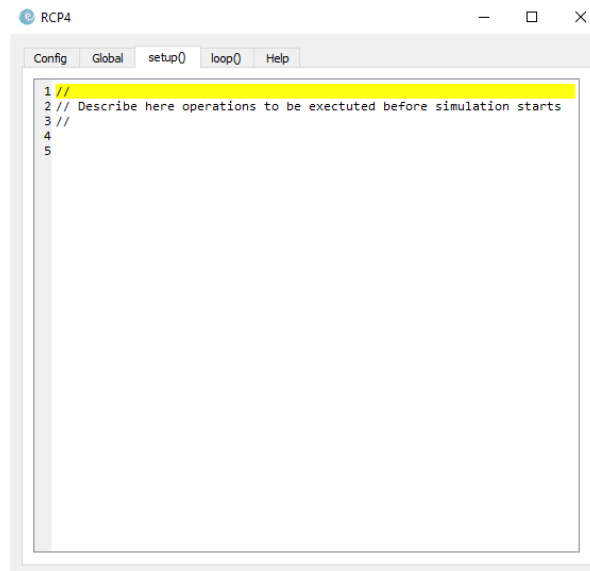 RCP4
Config Global setup() loop() Help
1 //
2 // Describe here operations to be exectuted before simulation starts
3 //
4
5